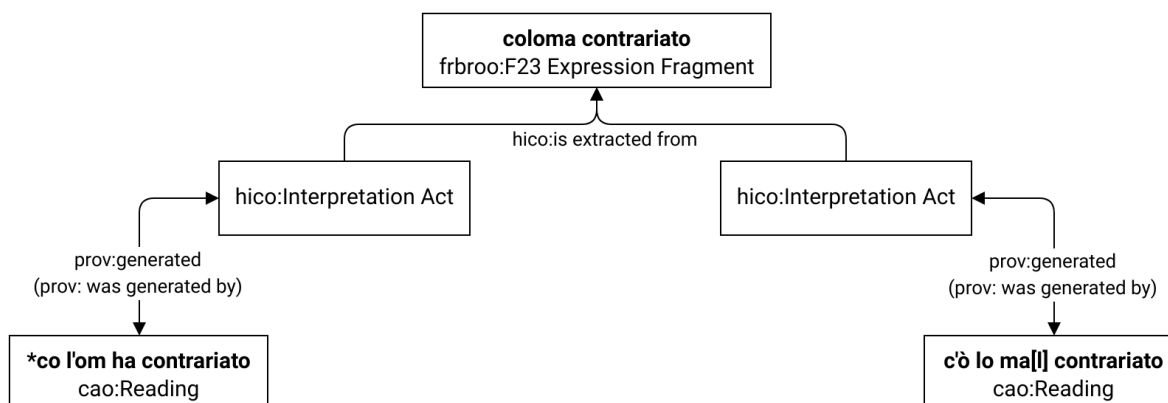 coloma contrariato
frbroo:F23 Expression Fragment
hico:is extracted from
hico:Interpretation Act
hico:Interpretation Act
prov:generated
(prov: was generated by)
prov:generated
(prov: was generated by)
*co l'om ha contrariato
cao:Reading
c'ò lo ma[l] contrariato
cao:Reading